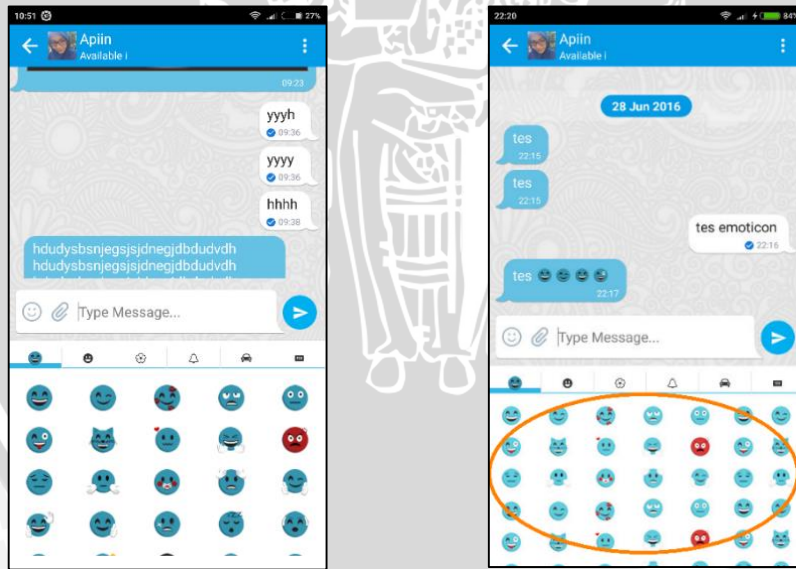 10:51
27%
Apiin
Available i
09:23
yyyh
09:36
yyyy
09:36
hhhh
09:38
hdudysbsnjegsjsjdnegjdbdudvdh
hdudysbsnjegsjsjdnegjdbdudvdh
Type Message...
22:20
84%
Apiin
Available i
28 Jun 2016
tes
22:15
tes
22:15
tes emoticon
22:16
tes 😄 😉 😄 😜
22:17
Type Message...